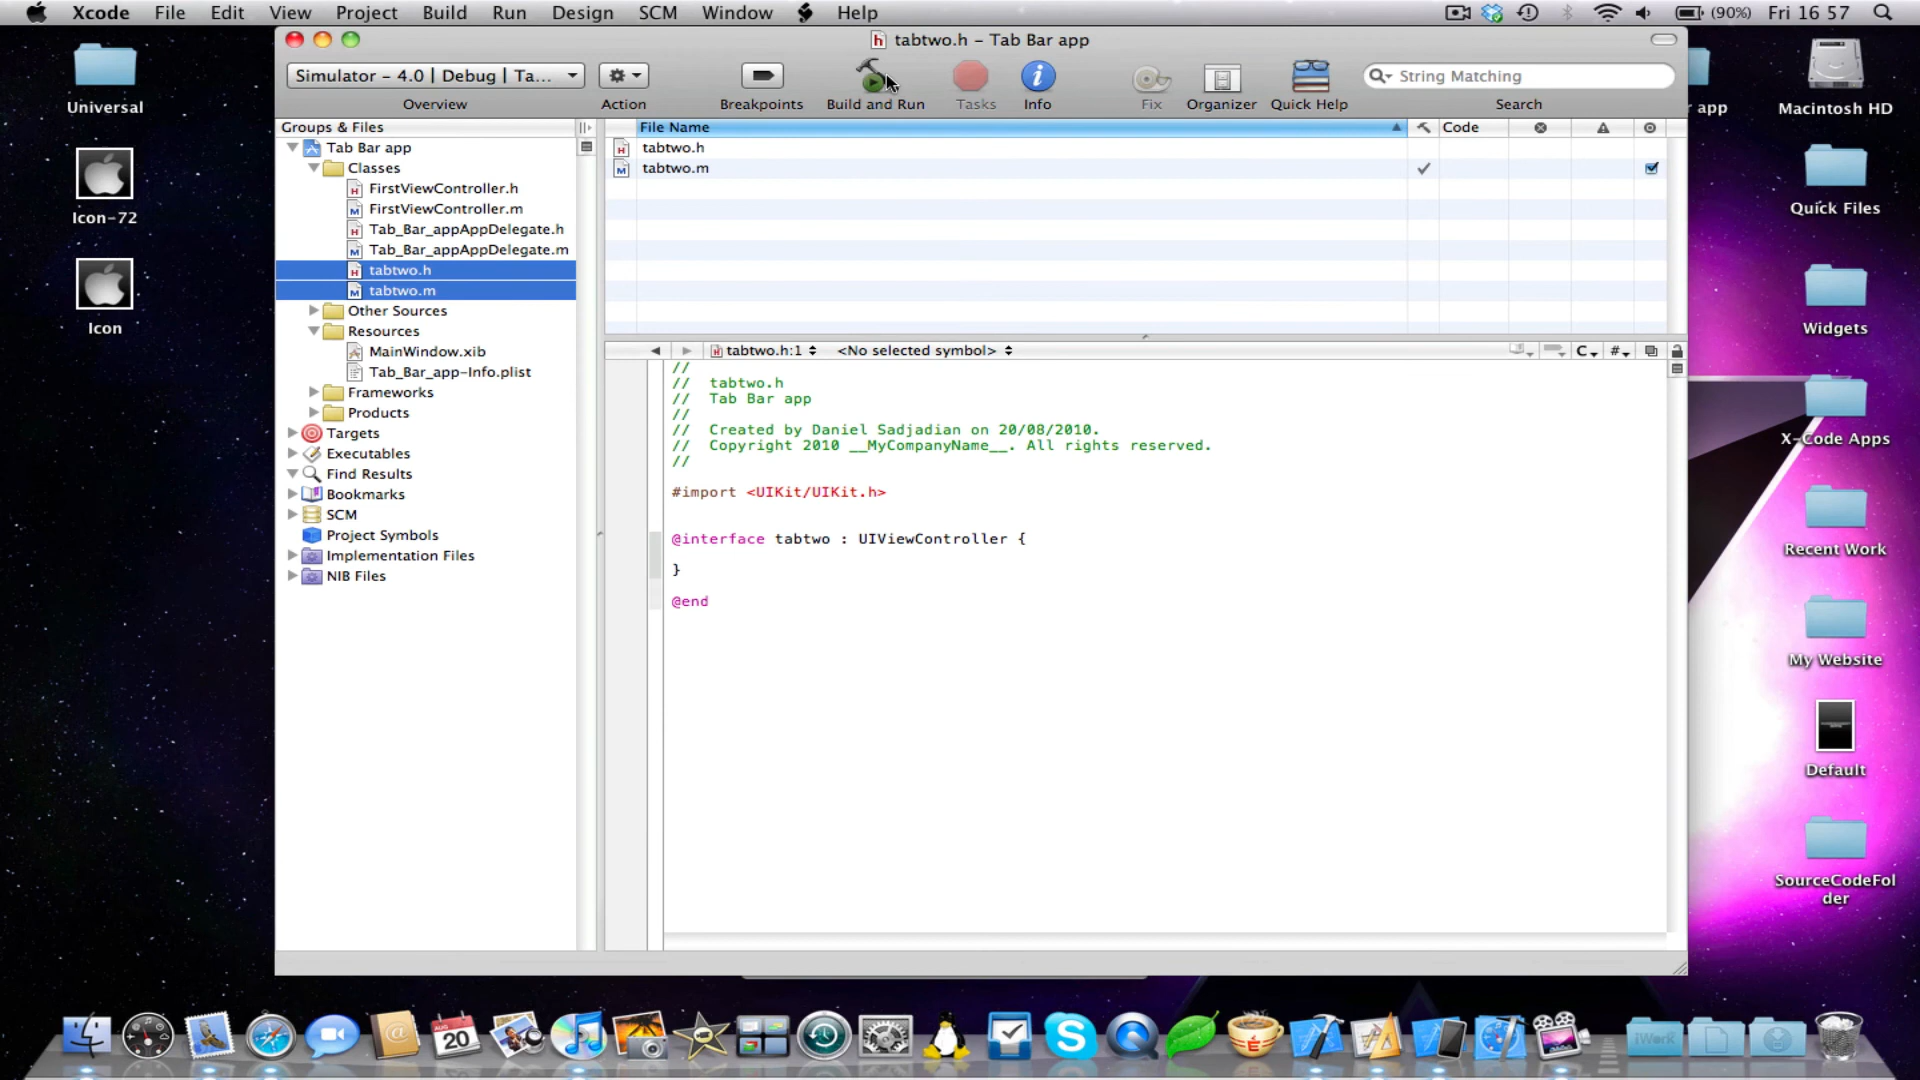 Xcode File Edit View Project Build Run Design SCM Window Help (90%) Fri 16 57
tabtwo.h – Tab Bar app
Simulator – 4.0 | Debug | Ta...
String Matching
Overview Action Breakpoints Build and Run Tasks Info Fix Organizer Quick Help Search
Groups & Files
File Name
Code
Tab Bar app
Classes
FirstViewController.h
FirstViewController.m
Tab_Bar_appAppDelegate.h
Tab_Bar_appAppDelegate.m
tabtwo.h
tabtwo.m
Other Sources
Resources
MainWindow.xib
Tab_Bar_app-Info.plist
Frameworks
Products
Targets
Executables
Find Results
Bookmarks
SCM
Project Symbols
Implementation Files
NIB Files
tabtwo.h
tabtwo.m
tabtwo.h:1 <No selected symbol>
C #
//
// tabtwo.h
// Tab Bar app
//
// Created by Daniel Sadjadian on 20/08/2010.
// Copyright 2010 __MyCompanyName__. All rights reserved.
//
#import <UIKit/UIKit.h>
@interface tabtwo : UIViewController {
}
@end
Universal
Icon-72
Icon
r app
Macintosh HD
Quick Files
Widgets
X-Code Apps
Recent Work
My Website
Default
SourceCodeFol
der
AUG
20
iWork